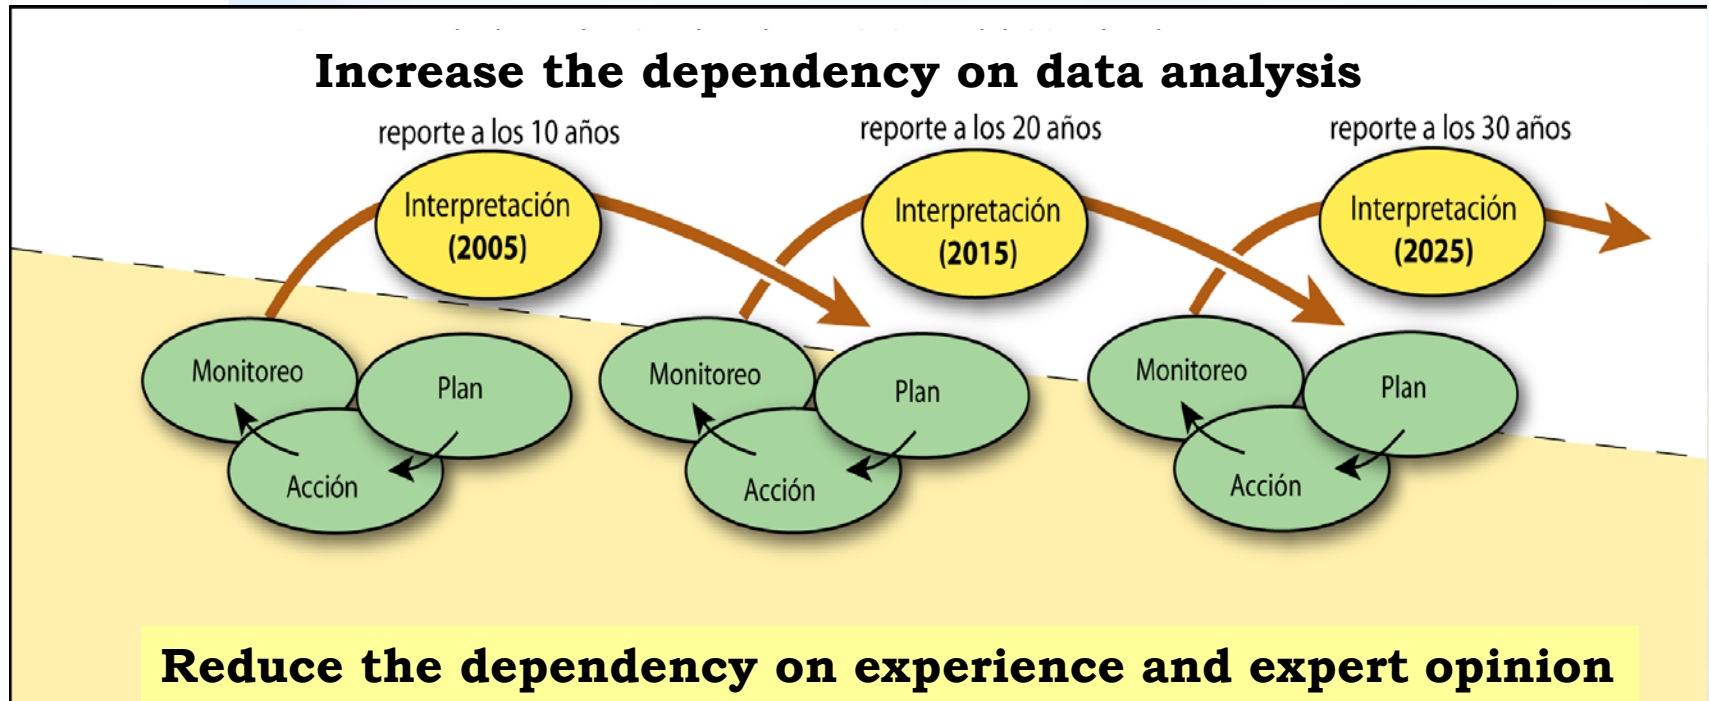 Increase the dependency on data analysis
reporte a los 10 años
reporte a los 20 años
reporte a los 30 años
Interpretación
(2005)
Interpretación
(2015)
Interpretación
(2025)
Monitoreo
Plan
Acción
Monitoreo
Plan
Acción
Monitoreo
Plan
Acción
Reduce the dependency on experience and expert opinion